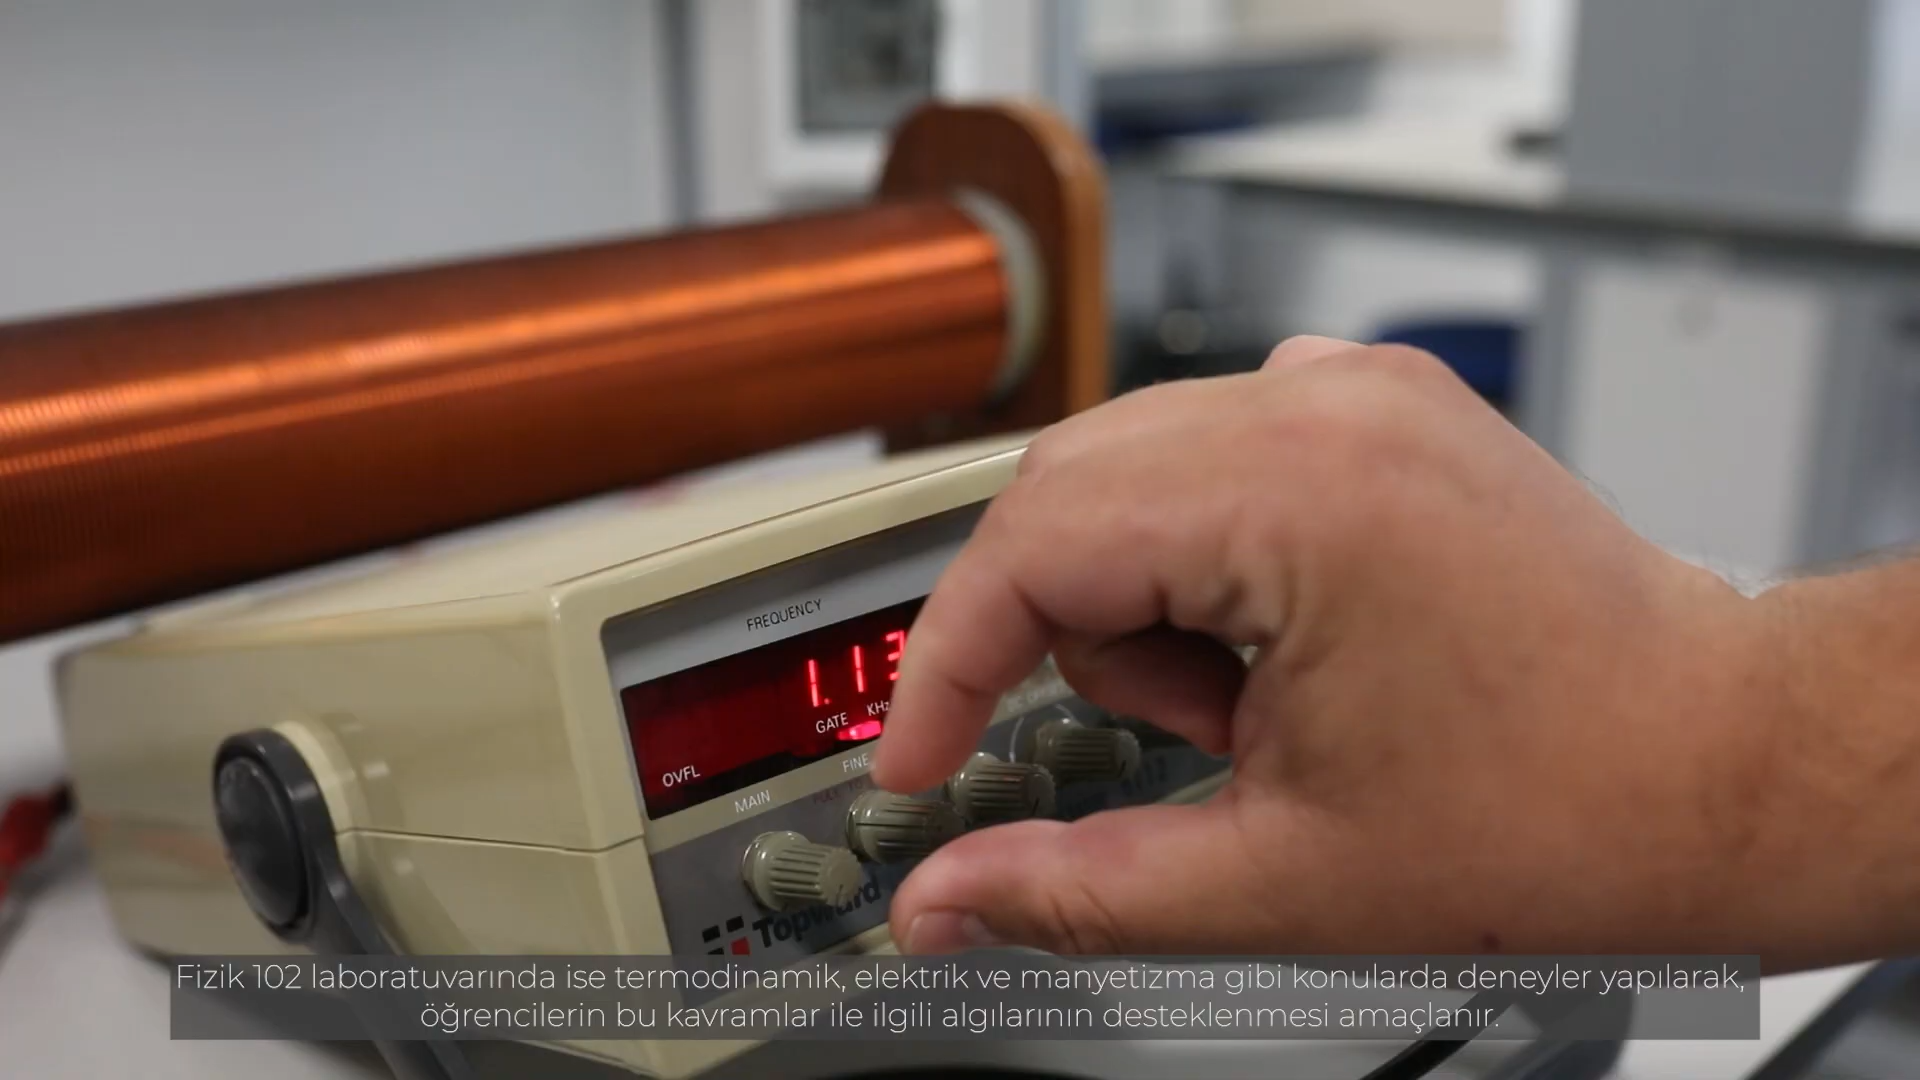 FREQUENCY
1.13
GATE KHz
OVFL
FINE
MAIN
Topward
Fizik 102 laboratuvarında ise termodinamik, elektrik ve manyetizma gibi konularda deneyler yapılarak,
öğrencilerin bu kavramlar ile ilgili algılarının desteklenmesi amaçlanır.